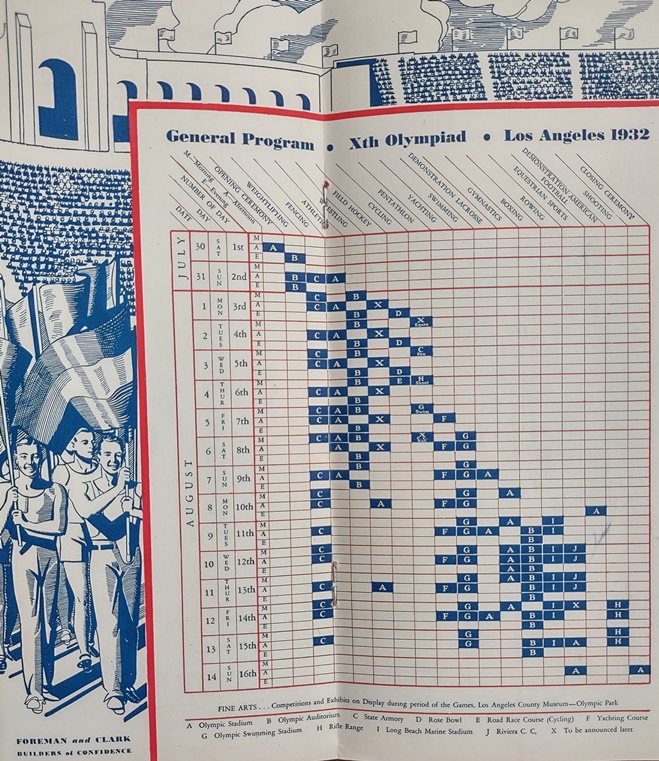 General Program • Xth Olympiad • Los Angeles 1932
DATE
DAY
NUMBER OF DAY
M—Morning A—Afternoon
E—Evening
OPENING CEREMONY
WEIGHTLIFTING
FENCING
ATHLETICS
WRESTLING
FIELD HOCKEY
CYCLING
PENTATHLON
YACHTING
SWIMMING
DEMONSTRATION LACROSSE
GYMNASTICS
BOXING
ROWING
EQUESTRIAN SPORTS
DEMONSTRATION AMERICAN
FOOTBALL
SHOOTING
CLOSING CEREMONY
JULY
30 SAT 1st M A E
31 SUN 2nd M A E
AUGUST
1 MON 3rd M A E
2 TUES 4th M A E
3 WED 5th M A E
4 THUR 6th M A E
5 FRI 7th M A E
6 SAT 8th M A E
7 SUN 9th M A E
8 MON 10th M A E
9 TUES 11th M A E
10 WED 12th M A E
11 THUR 13th M A E
12 FRI 14th M A E
13 SAT 15th M A E
14 SUN 16th M A E
FINE ARTS . . . Competitions and Exhibits on Display during period of the Games, Los Angeles County Museum—Olympic Park
A Olympic Stadium B Olympic Auditorium C State Armory D Rose Bowl E Road Race Course (Cycling) F Yachting Course
G Olympic Swimming Stadium H Rifle Range I Long Beach Marine Stadium J Riviera C. C. X To be announced later.
FOREMAN and CLARK
BUILDERS of CONFIDENCE